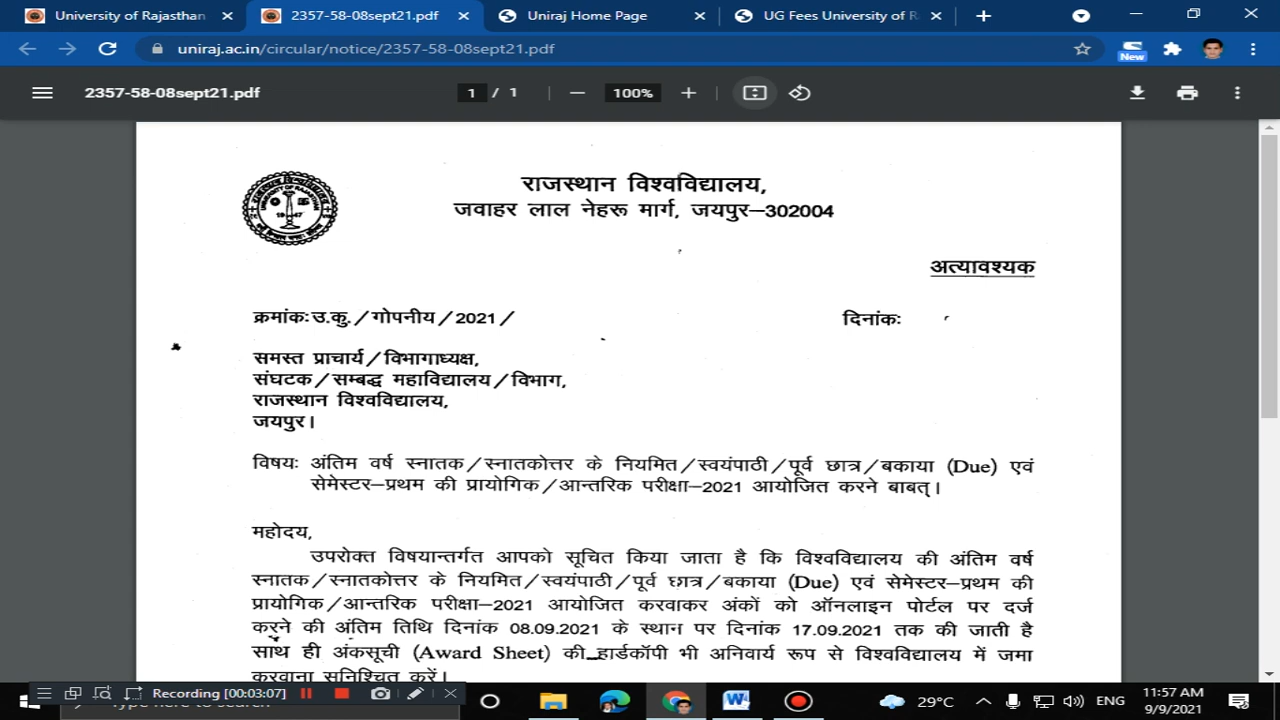 University of Rajasthan
2357-58-08sept21.pdf
Uniraj Home Page
UG Fees University of R
uniraj.ac.in/circular/notice/2357-58-08sept21.pdf
New
2357-58-08sept21.pdf
1 / 1
100%
राजस्थान विश्वविद्यालय,
जवाहर लाल नेहरू मार्ग, जयपुर–302004
अत्यावश्यक
क्रमांकः उ.कु./गोपनीय/2021/
दिनांकः
समस्त प्राचार्य/विभागाध्यक्ष,
संघटक/सम्बद्ध महाविद्यालय/विभाग,
राजस्थान विश्वविद्यालय,
जयपुर।
विषयः अंतिम वर्ष स्नातक/स्नातकोत्तर के नियमित/स्वयंपाठी/पूर्व छात्र/बकाया (Due) एवं
सेमेस्टर–प्रथम की प्रायोगिक/आन्तरिक परीक्षा–2021 आयोजित करने बाबत्।
महोदय,
उपरोक्त विषयान्तर्गत आपको सूचित किया जाता है कि विश्वविद्यालय की अंतिम वर्ष
स्नातक/स्नातकोत्तर के नियमित/स्वयंपाठी/पूर्व छात्र/बकाया (Due) एवं सेमेस्टर–प्रथम की
प्रायोगिक/आन्तरिक परीक्षा–2021 आयोजित करवाकर अंकों को ऑनलाइन पोर्टल पर दर्ज
करने की अंतिम तिथि दिनांक 08.09.2021 के स्थान पर दिनांक 17.09.2021 तक की जाती है
साथ ही अंकसूची (Award Sheet) की हार्डकॉपी भी अनिवार्य रूप से विश्वविद्यालय में जमा
करवाना सुनिश्चित करें।
Recording [00:03:07]
Type here to search
29°C
ENG
11:57 AM
9/9/2021